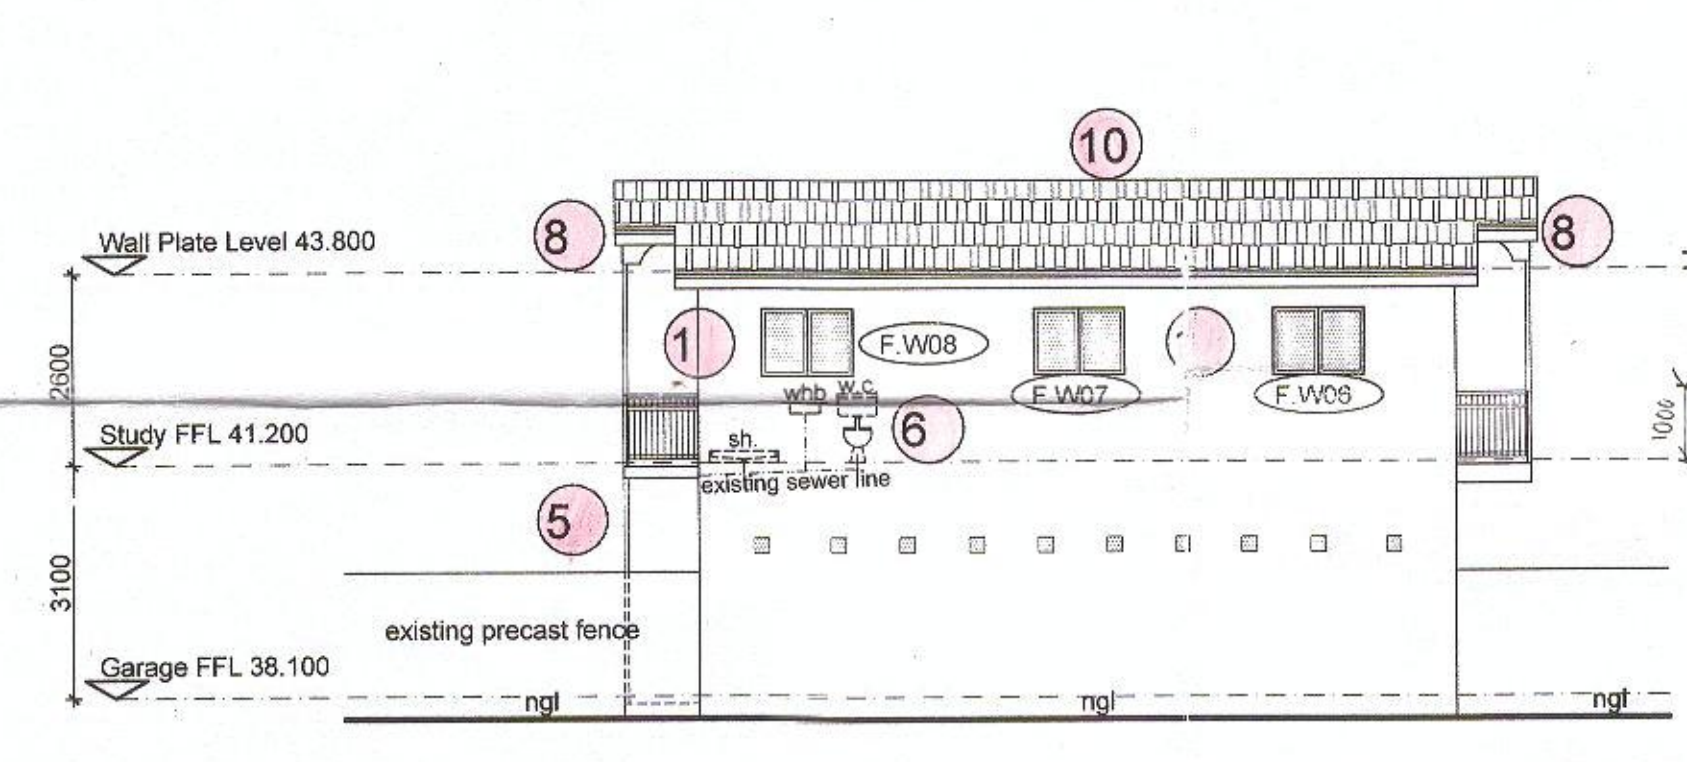 10
8
8
Wall Plate Level 43.800
1
F.W08
F.W07
F.W06
2600
whb
w.c
6
1000
Study FFL 41.200
sh.
existing sewer line
5
3100
existing precast fence
Garage FFL 38.100
ngl
ngl
ngl